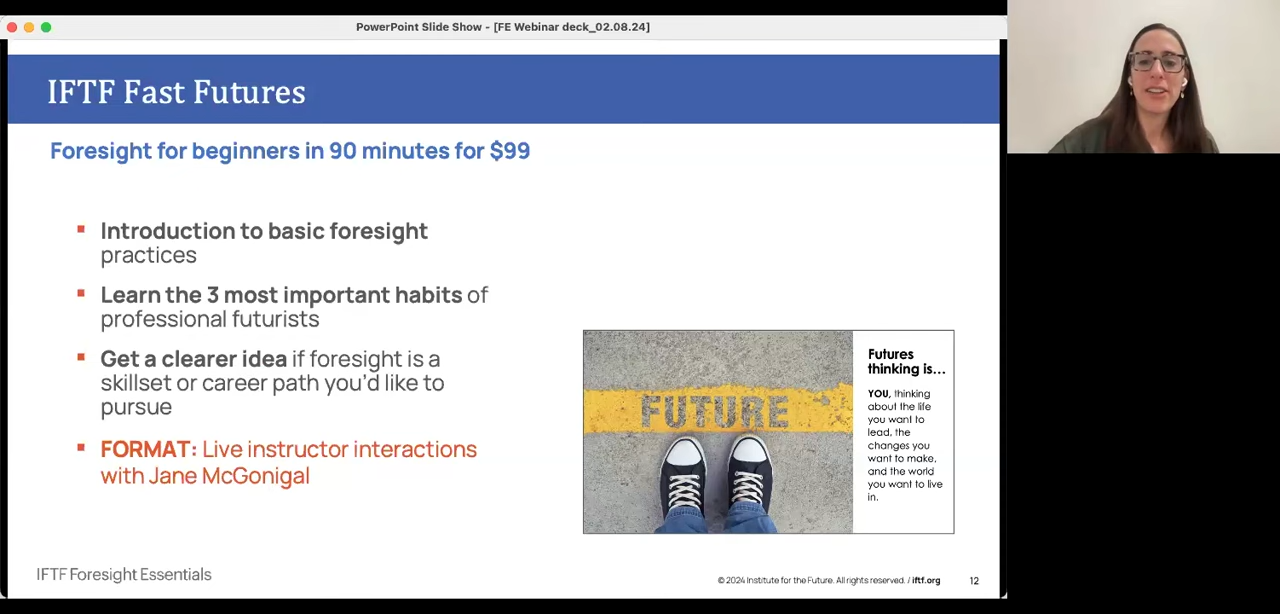 PowerPoint Slide Show - [FE Webinar deck_02.08.24]
IFTF Fast Futures
Foresight for beginners in 90 minutes for $99
Introduction to basic foresight
practices
Learn the 3 most important habits of
professional futurists
Get a clearer idea if foresight is a
skillset or career path you'd like to
pursue
FORMAT: Live instructor interactions
with Jane McGonigal
FUTURE
Futures
thinking is...
YOU, thinking
about the life
you want to
lead, the
changes you
want to make,
and the world
you want to live
in.
IFTF Foresight Essentials
© 2024 Institute for the Future. All rights reserved. / iftf.org
12